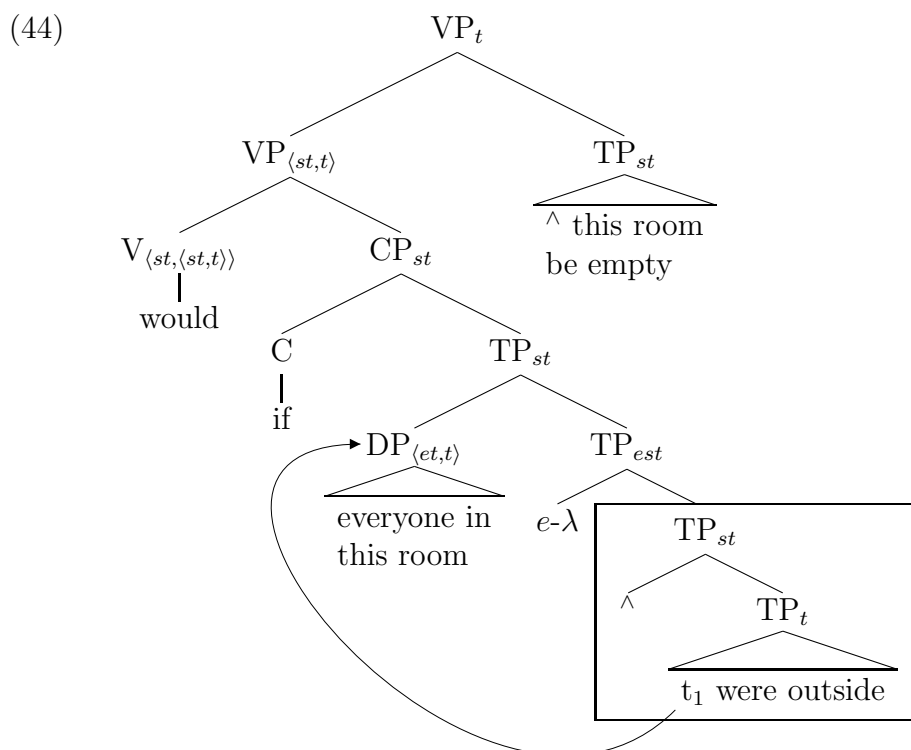 (44)
VP_t
VP_⟨st,t⟩ TP_st
V_⟨st,⟨st,t⟩⟩ CP_st ^ this room
be empty
would
C TP_st
if
DP_⟨et,t⟩ TP_est
everyone in e-λ
this room
TP_st
^ TP_t
t_1 were outside